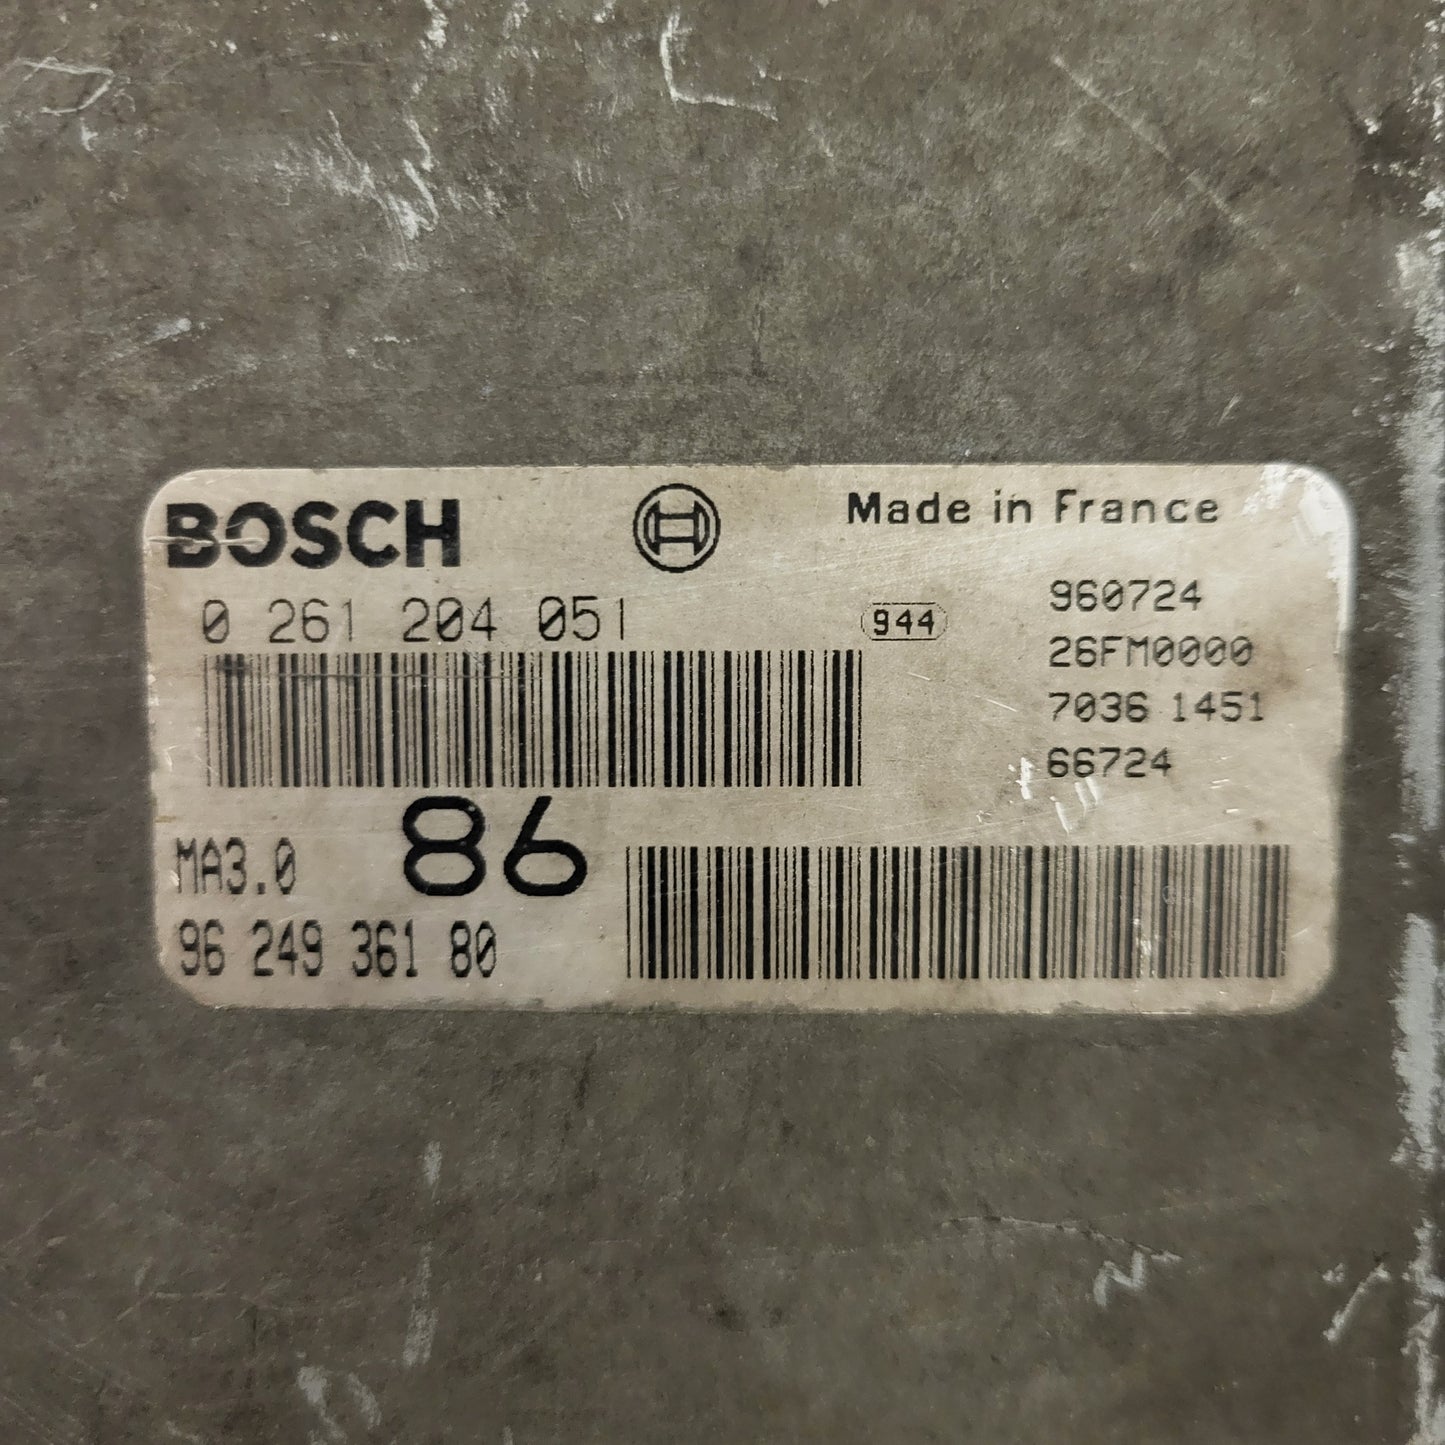 BOSCH
Made in France
0 261 204 051
944
960724
26FM0000
7036 1451
66724
MA3.0
86
96 249 361 80